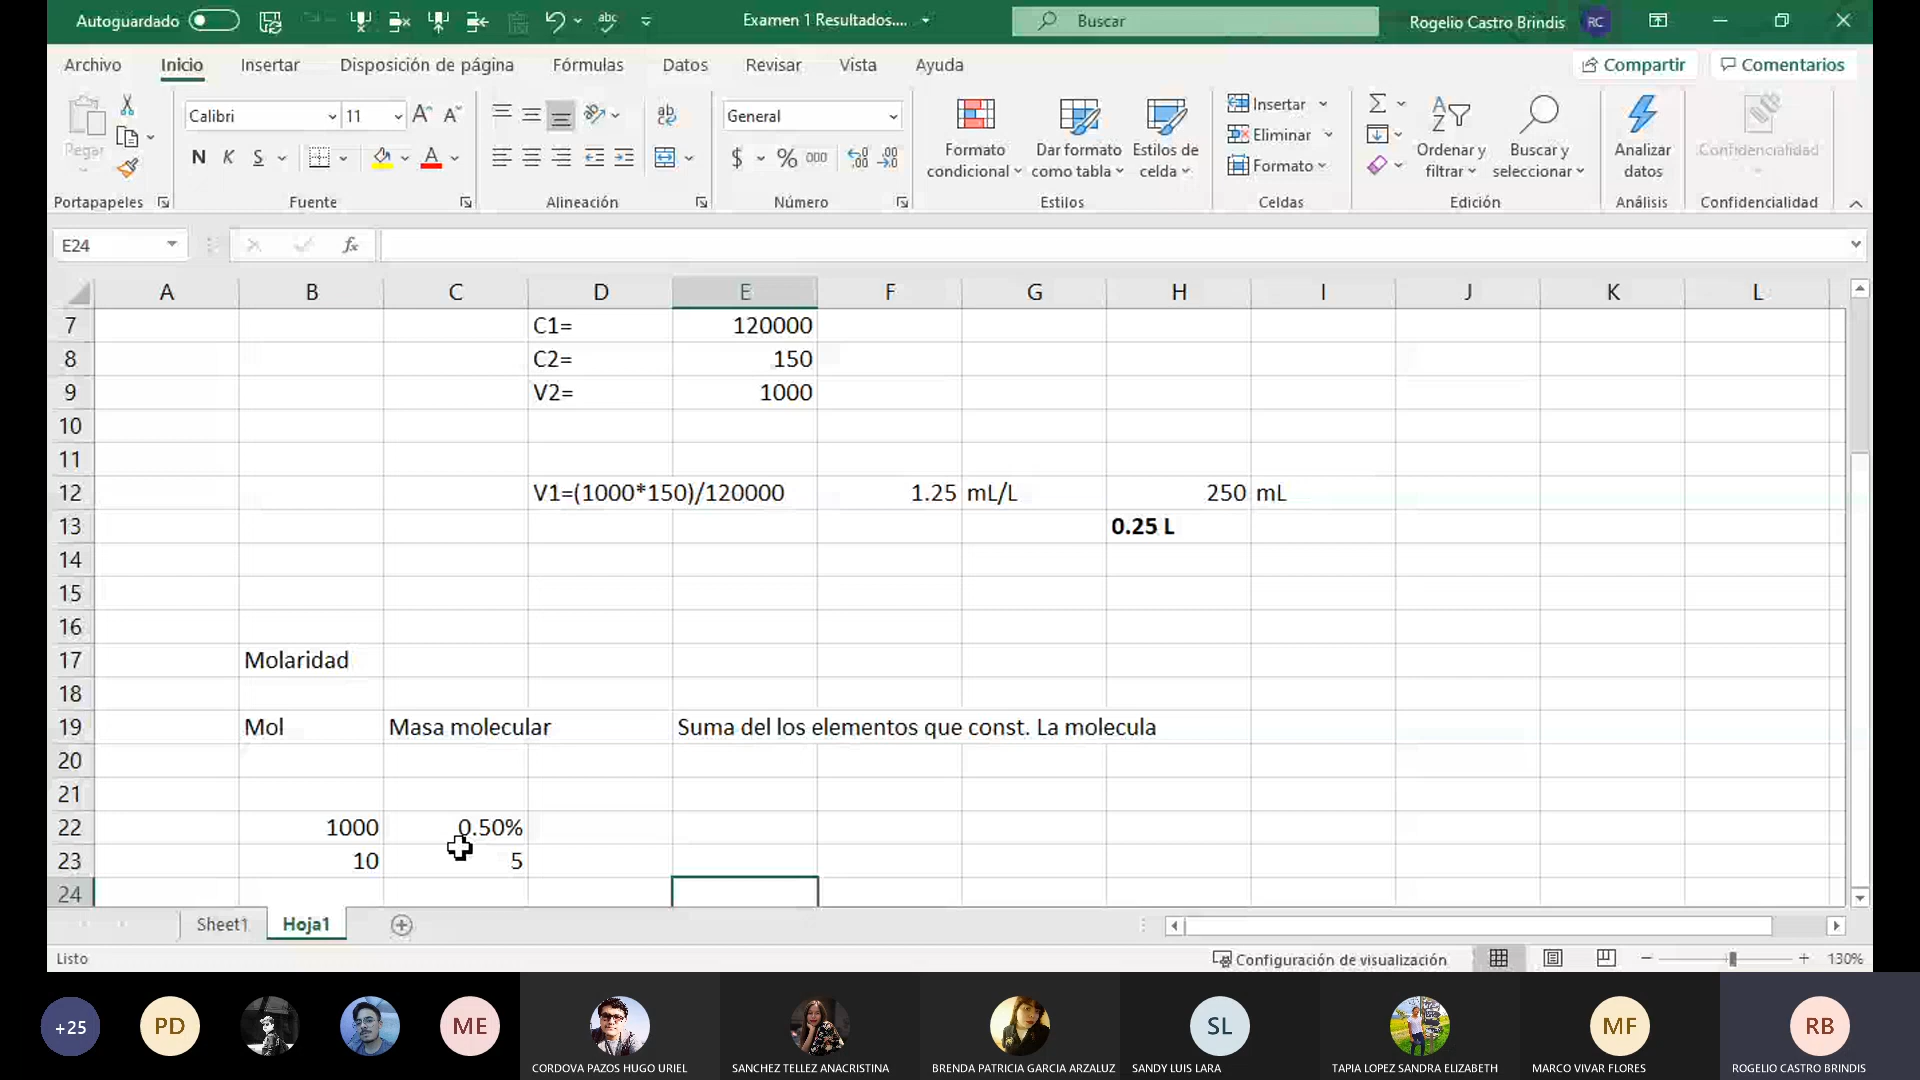 Autoguardado
Examen 1 Resultados....
Buscar
Rogelio Castro Brindis
RC
Archivo Inicio Insertar Disposición de página Fórmulas Datos Revisar Vista Ayuda
Compartir
Comentarios
Pegar
Calibri 11
N K S
General
$ % 000
Formato condicional
Dar formato como tabla
Estilos de celda
Insertar
Eliminar
Formato
Ordenar y filtrar
Buscar y seleccionar
Analizar datos
Confidencialidad
Portapapeles Fuente Alineación Número Estilos Celdas Edición Análisis Confidencialidad
E24
fx
A B C D E F G H I J K L
7 C1= 120000
8 C2= 150
9 V2= 1000
10
11
12 V1=(1000*150)/120000 1.25 mL/L 250 mL
13 0.25 L
14
15
16
17 Molaridad
18
19 Mol Masa molecular Suma del los elementos que const. La molecula
20
21
22 1000 0.50%
23 10 5
24
Sheet1 Hoja1
Listo
Configuración de visualización
130%
+25
PD
ME
SL
MF
RB
CORDOVA PAZOS HUGO URIEL
SANCHEZ TELLEZ ANACRISTINA
BRENDA PATRICIA GARCIA ARZALUZ
SANDY LUIS LARA
TAPIA LOPEZ SANDRA ELIZABETH
MARCO VIVAR FLORES
ROGELIO CASTRO BRINDIS